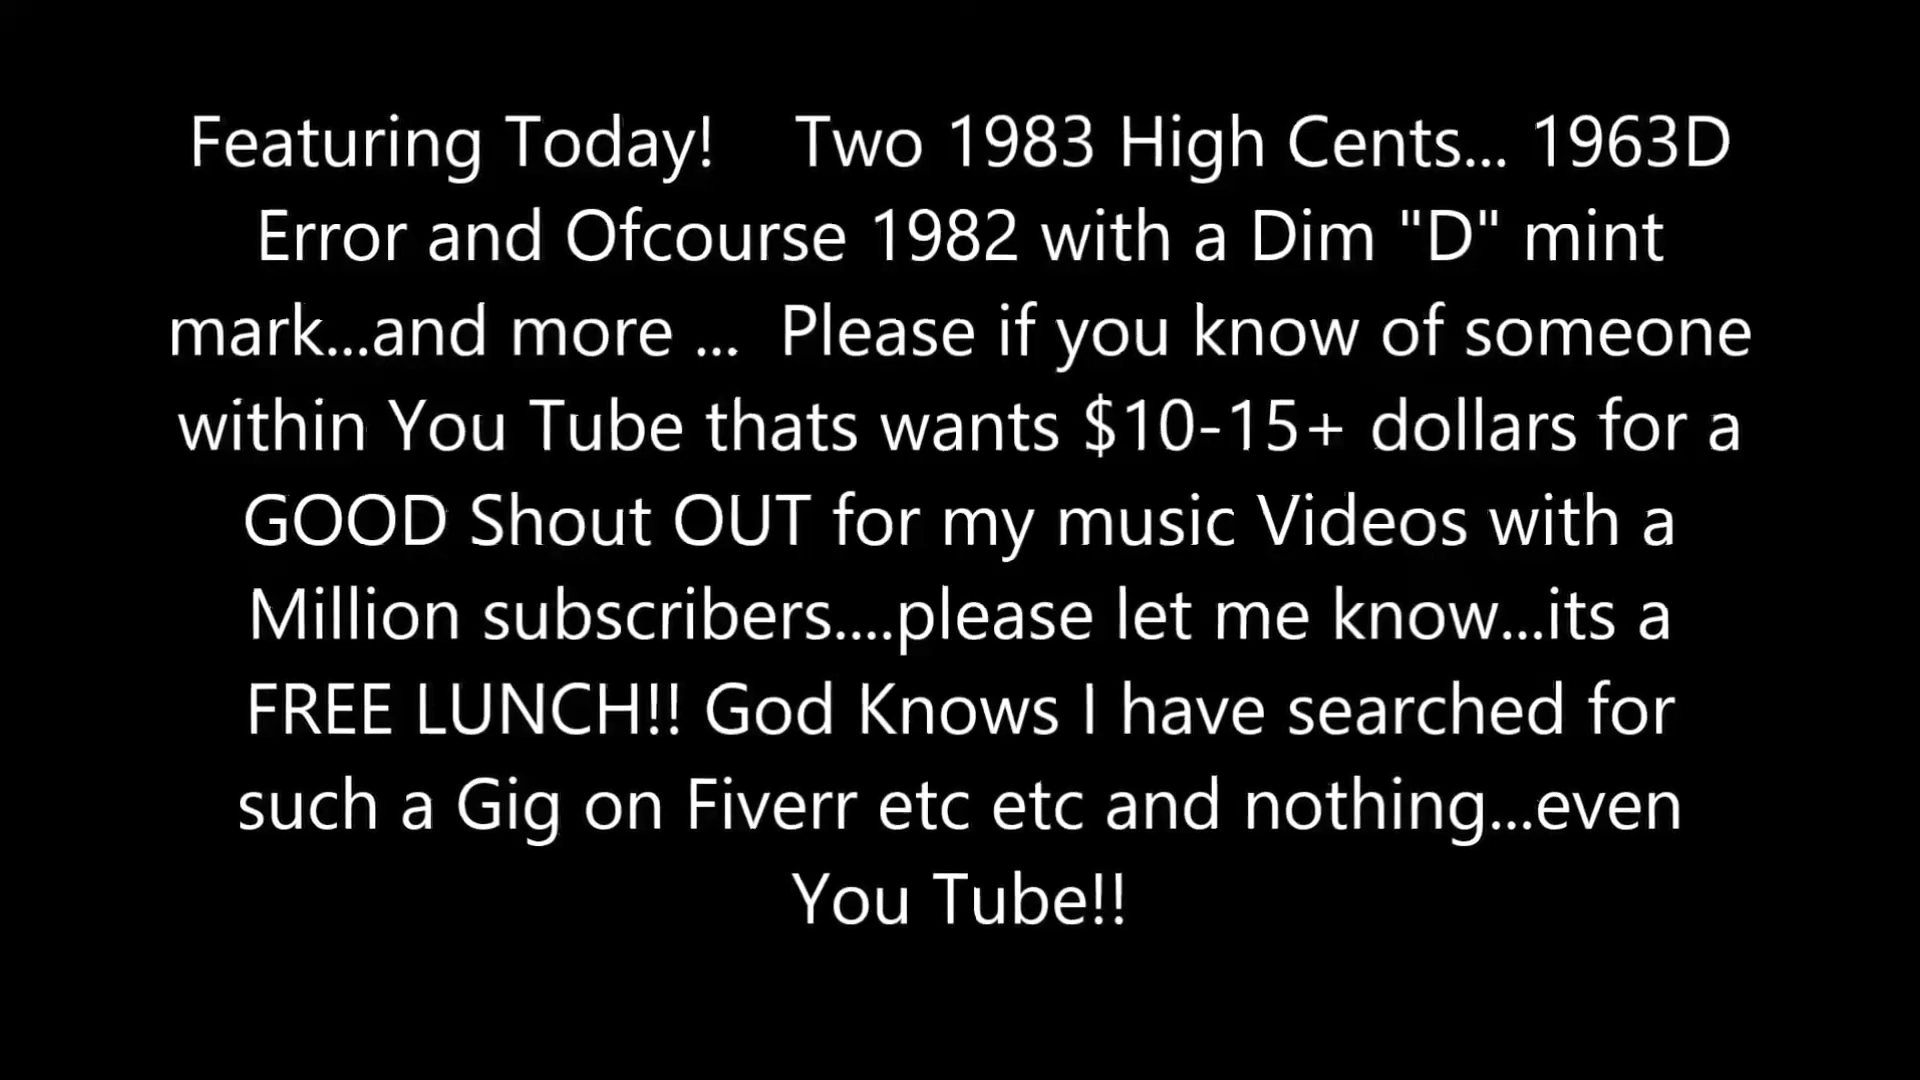 Featuring Today!    Two 1983 High Cents... 1963D
Error and Ofcourse 1982 with a Dim "D" mint
mark...and more ...  Please if you know of someone
within You Tube thats wants $10-15+ dollars for a
GOOD Shout OUT for my music Videos with a
Million subscribers....please let me know...its a
FREE LUNCH!! God Knows I have searched for
such a Gig on Fiverr etc etc and nothing...even
You Tube!!